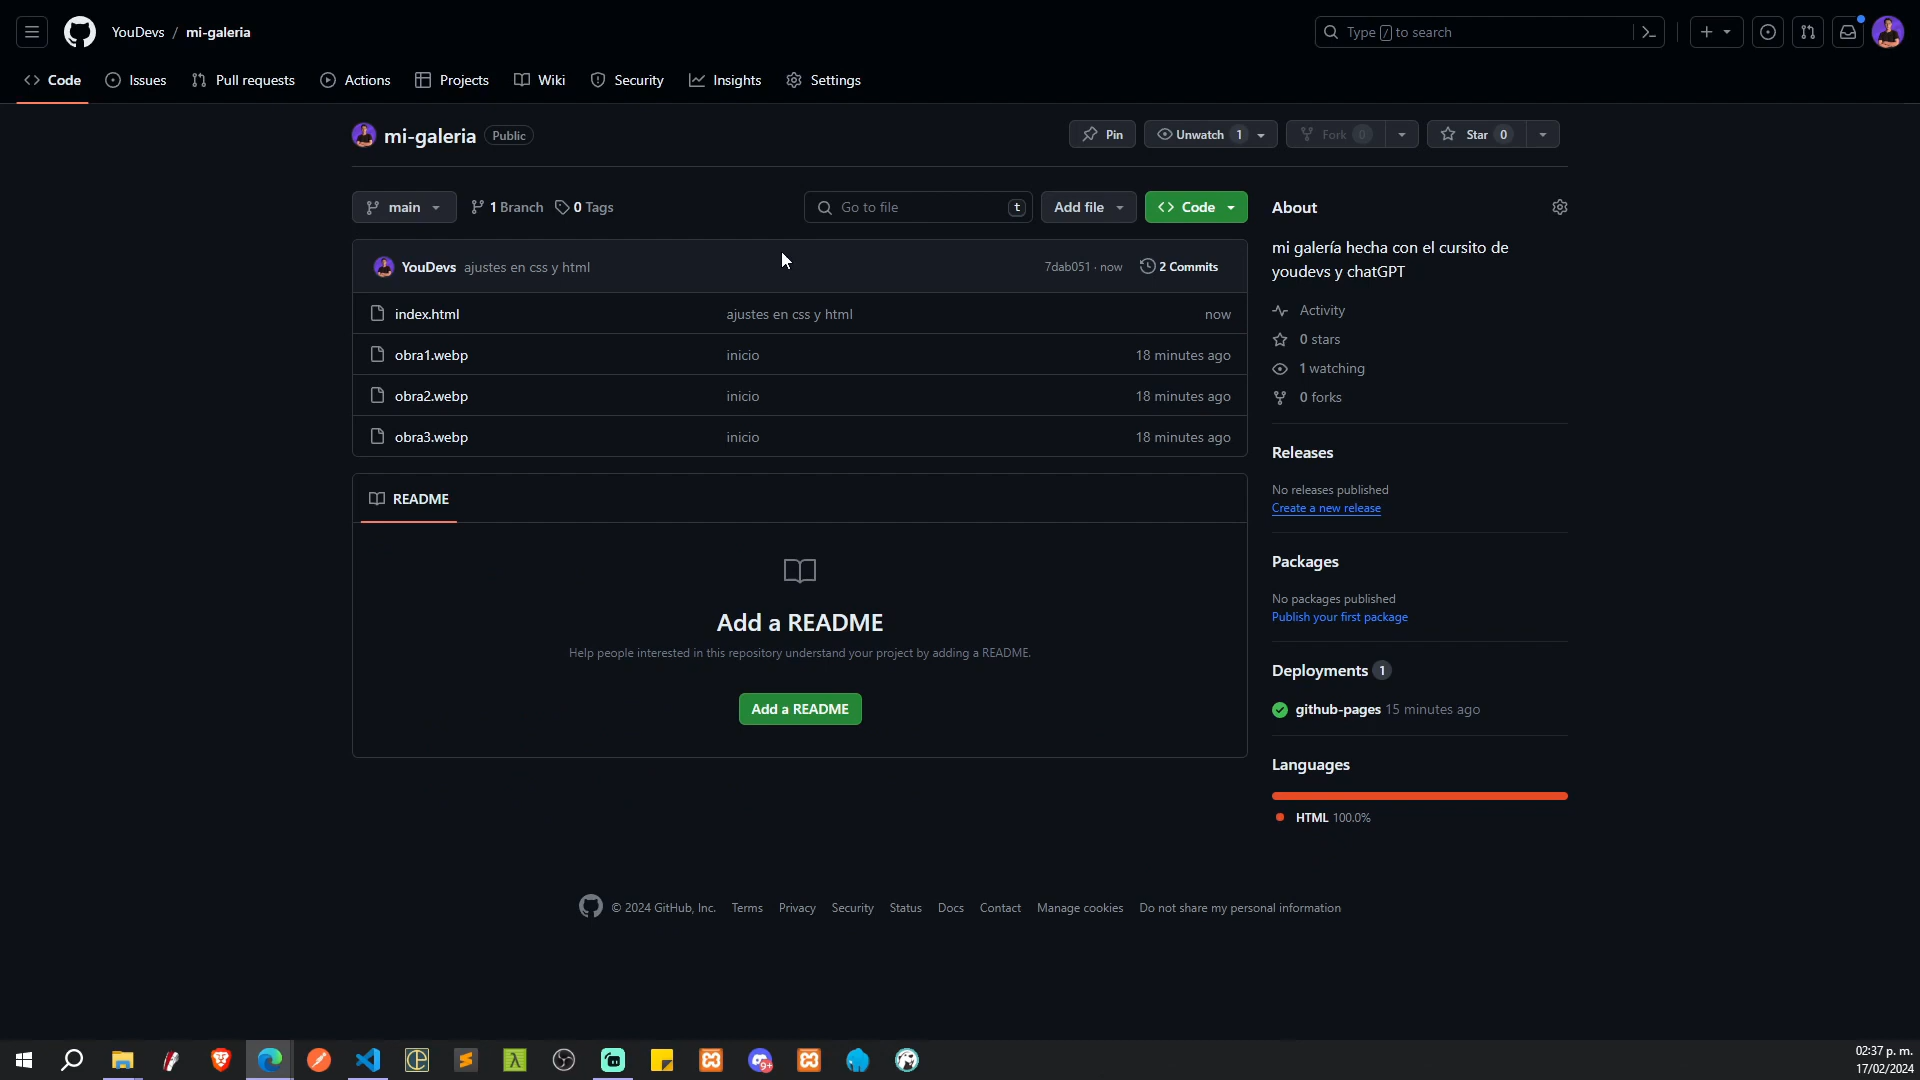 YouDevs / mi-galeria
Type / to search
Code Issues Pull requests Actions Projects Wiki Security Insights Settings
mi-galeria Public
Pin Unwatch 1 Fork 0 Star 0
main 1 Branch 0 Tags Go to file t Add file Code
YouDevs ajustes en css y html 7dab051 · now 2 Commits
index.html ajustes en css y html now
obra1.webp inicio 18 minutes ago
obra2.webp inicio 18 minutes ago
obra3.webp inicio 18 minutes ago
README
Add a README
Help people interested in this repository understand your project by adding a README.
Add a README
About
mi galería hecha con el cursito de
youdevs y chatGPT
Activity
0 stars
1 watching
0 forks
Releases
No releases published
Create a new release
Packages
No packages published
Publish your first package
Deployments 1
github-pages 15 minutes ago
Languages
HTML 100.0%
© 2024 GitHub, Inc. Terms Privacy Security Status Docs Contact Manage cookies Do not share my personal information
9+
02:37 p. m.
17/02/2024